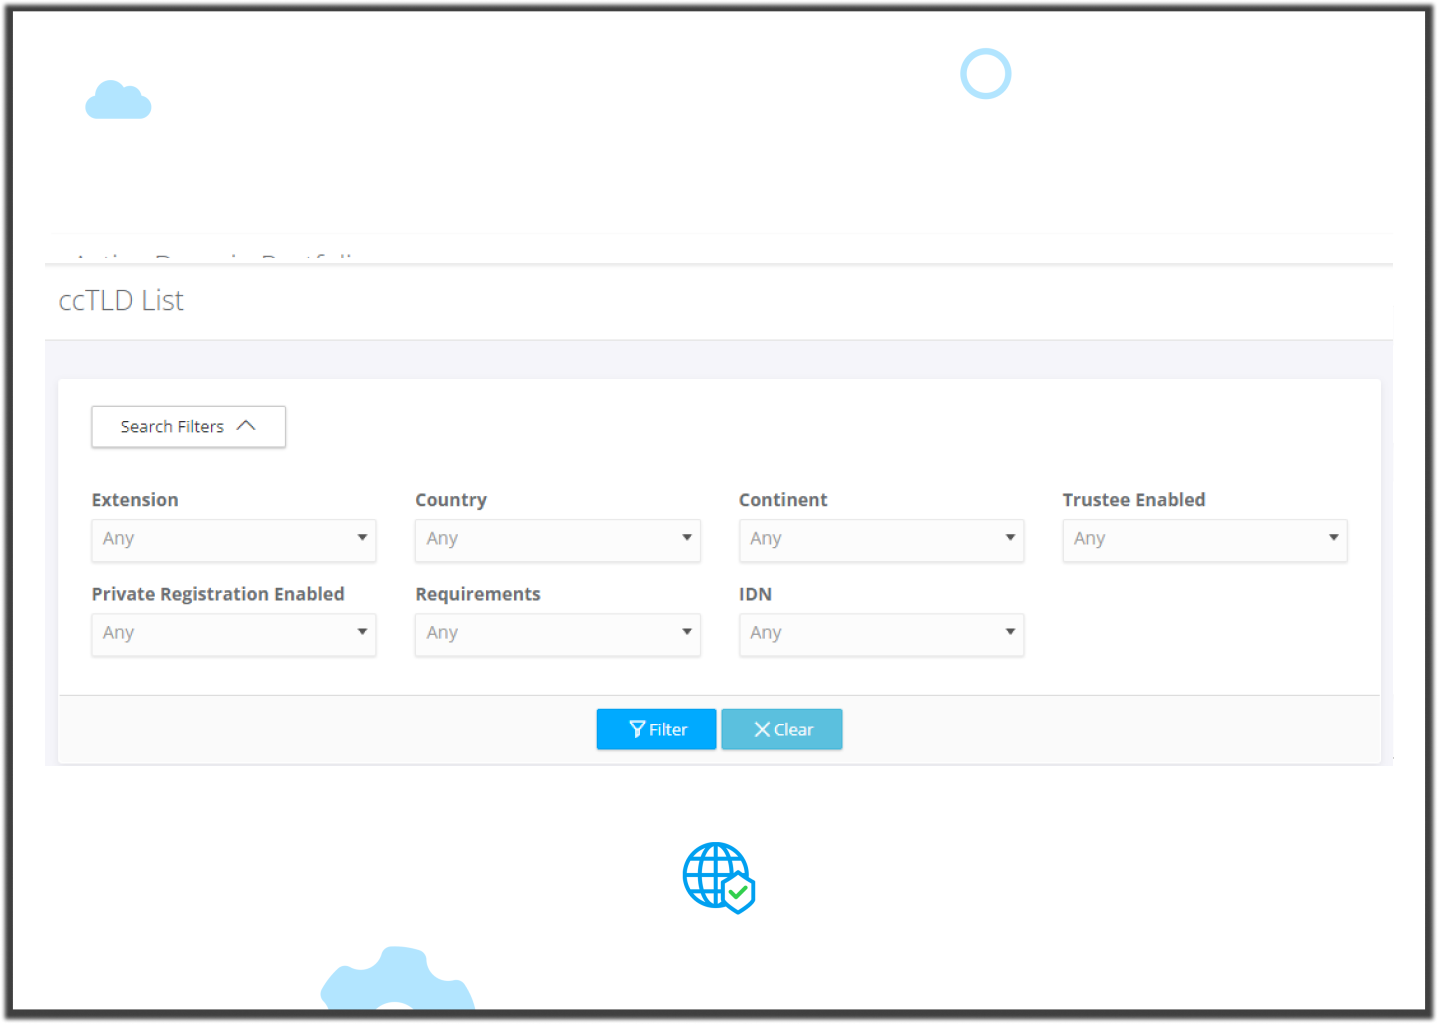 ccTLD List
Search Filters
Extension Country Continent Trustee Enabled
Any Any Any Any
Private Registration Enabled Requirements IDN
Any Any Any
Filter Clear